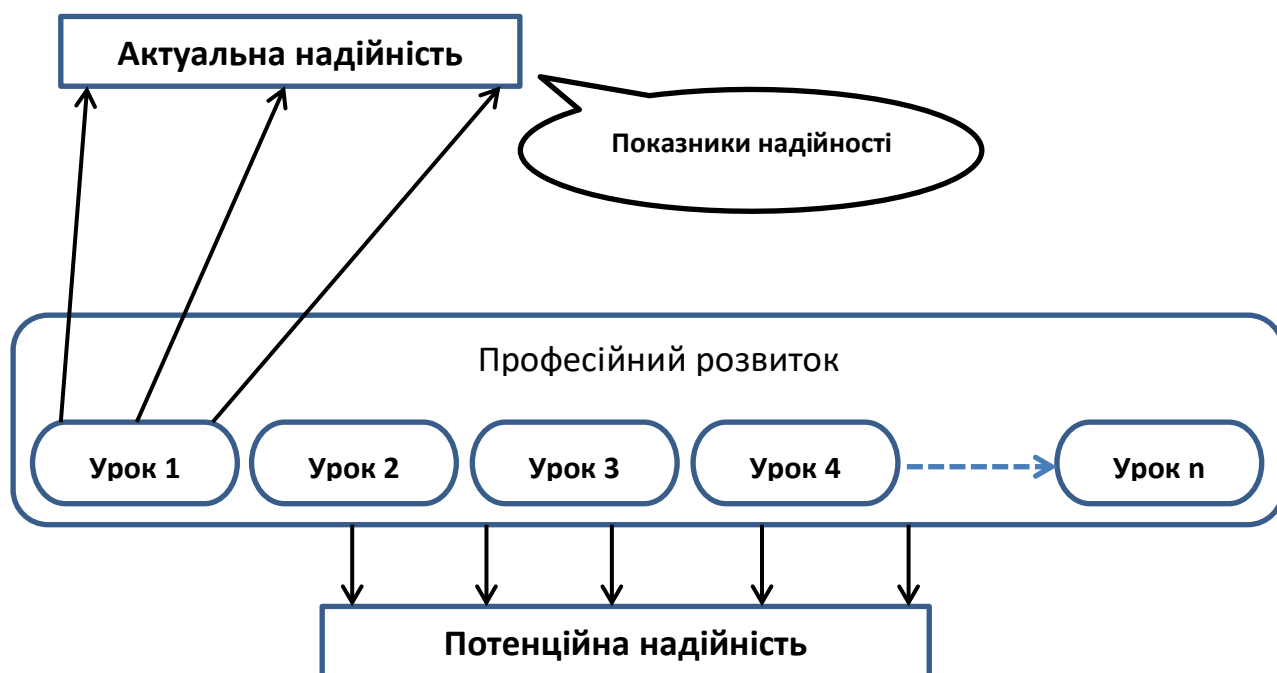 Актуальна надійність
Показники надійності
Професійний розвиток
Урок 1
Урок 2
Урок 3
Урок 4
Урок n
Потенційна надійність